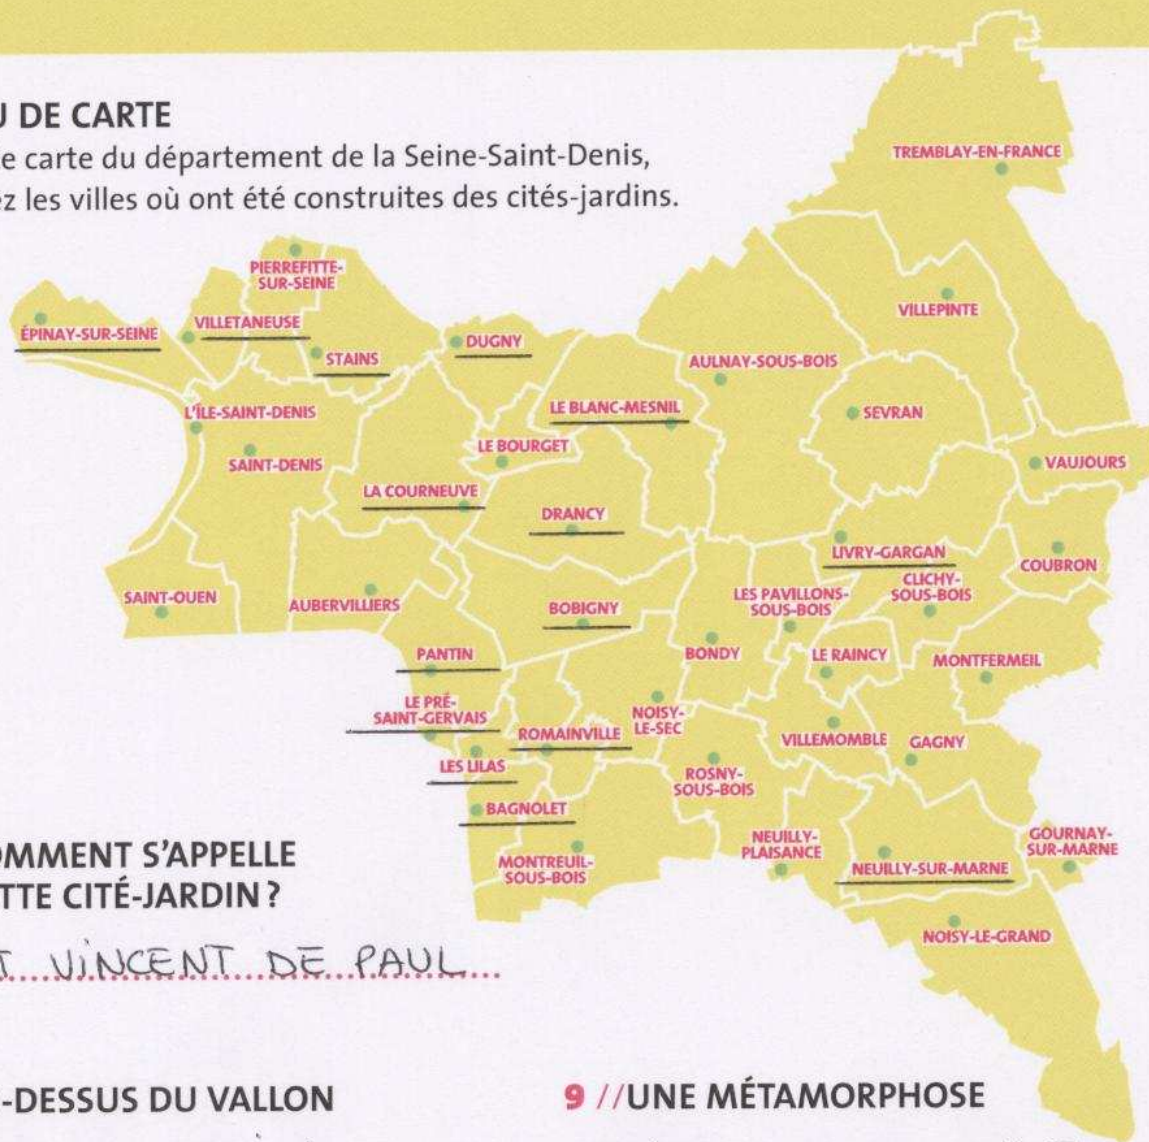 U DE CARTE
e carte du département de la Seine-Saint-Denis,
ez les villes où ont été construites des cités-jardins.
TREMBLAY-EN-FRANCE
PIERREFITTE-
SUR-SEINE
VILLEPINTE
ÉPINAY-SUR-SEINE
VILLETANEUSE
STAINS
DUGNY
AULNAY-SOUS-BOIS
L'ÎLE-SAINT-DENIS
LE BLANC-MESNIL
SEVRAN
SAINT-DENIS
LE BOURGET
VAUJOURS
LA COURNEUVE
DRANCY
LIVRY-GARGAN
COUBRON
SAINT-OUEN
AUBERVILLIERS
BOBIGNY
LES PAVILLONS-
SOUS-BOIS
CLICHY-
SOUS-BOIS
PANTIN
BONDY
LE RAINCY
MONTFERMEIL
LE PRÉ-
SAINT-GERVAIS
ROMAINVILLE
NOISY-
LE-SEC
VILLEMOMBLE
GAGNY
LES LILAS
ROSNY-
SOUS-BOIS
BAGNOLET
MONTREUIL-
SOUS-BOIS
NEUILLY-
PLAISANCE
NEUILLY-SUR-MARNE
GOURNAY-
SUR-MARNE
NOISY-LE-GRAND
OMMENT S'APPELLE
TTE CITÉ-JARDIN ?
T VINCENT DE PAUL
-DESSUS DU VALLON
9 //UNE MÉTAMORPHOSE